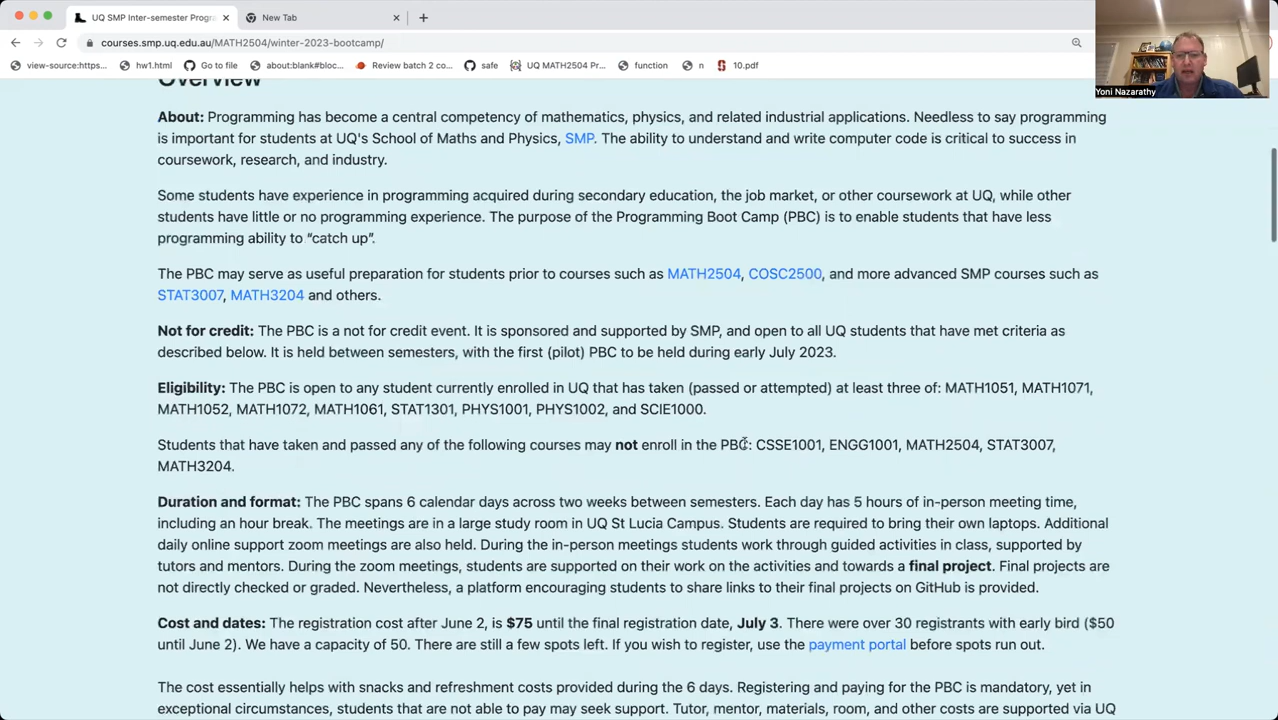 UQ SMP Inter-semester Progra
New Tab
courses.smp.uq.edu.au/MATH2504/winter-2023-bootcamp/
view-source:https...
hw1.html
Go to file
about:blank#bloc...
Review batch 2 co...
safe
UQ MATH2504 Pr...
function
n
10.pdf
Yoni Nazarathy
Overview
About: Programming has become a central competency of mathematics, physics, and related industrial applications. Needless to say programming
is important for students at UQ's School of Maths and Physics, SMP. The ability to understand and write computer code is critical to success in
coursework, research, and industry.
Some students have experience in programming acquired during secondary education, the job market, or other coursework at UQ, while other
students have little or no programming experience. The purpose of the Programming Boot Camp (PBC) is to enable students that have less
programming ability to “catch up”.
The PBC may serve as useful preparation for students prior to courses such as MATH2504, COSC2500, and more advanced SMP courses such as
STAT3007, MATH3204 and others.
Not for credit: The PBC is a not for credit event. It is sponsored and supported by SMP, and open to all UQ students that have met criteria as
described below. It is held between semesters, with the first (pilot) PBC to be held during early July 2023.
Eligibility: The PBC is open to any student currently enrolled in UQ that has taken (passed or attempted) at least three of: MATH1051, MATH1071,
MATH1052, MATH1072, MATH1061, STAT1301, PHYS1001, PHYS1002, and SCIE1000.
Students that have taken and passed any of the following courses may not enroll in the PBC: CSSE1001, ENGG1001, MATH2504, STAT3007,
MATH3204.
Duration and format: The PBC spans 6 calendar days across two weeks between semesters. Each day has 5 hours of in-person meeting time,
including an hour break. The meetings are in a large study room in UQ St Lucia Campus. Students are required to bring their own laptops. Additional
daily online support zoom meetings are also held. During the in-person meetings students work through guided activities in class, supported by
tutors and mentors. During the zoom meetings, students are supported on their work on the activities and towards a final project. Final projects are
not directly checked or graded. Nevertheless, a platform encouraging students to share links to their final projects on GitHub is provided.
Cost and dates: The registration cost after June 2, is $75 until the final registration date, July 3. There were over 30 registrants with early bird ($50
until June 2). We have a capacity of 50. There are still a few spots left. If you wish to register, use the payment portal before spots run out.
The cost essentially helps with snacks and refreshment costs provided during the 6 days. Registering and paying for the PBC is mandatory, yet in
exceptional circumstances, students that are not able to pay may seek support. Tutor, mentor, materials, room, and other costs are supported via UQ